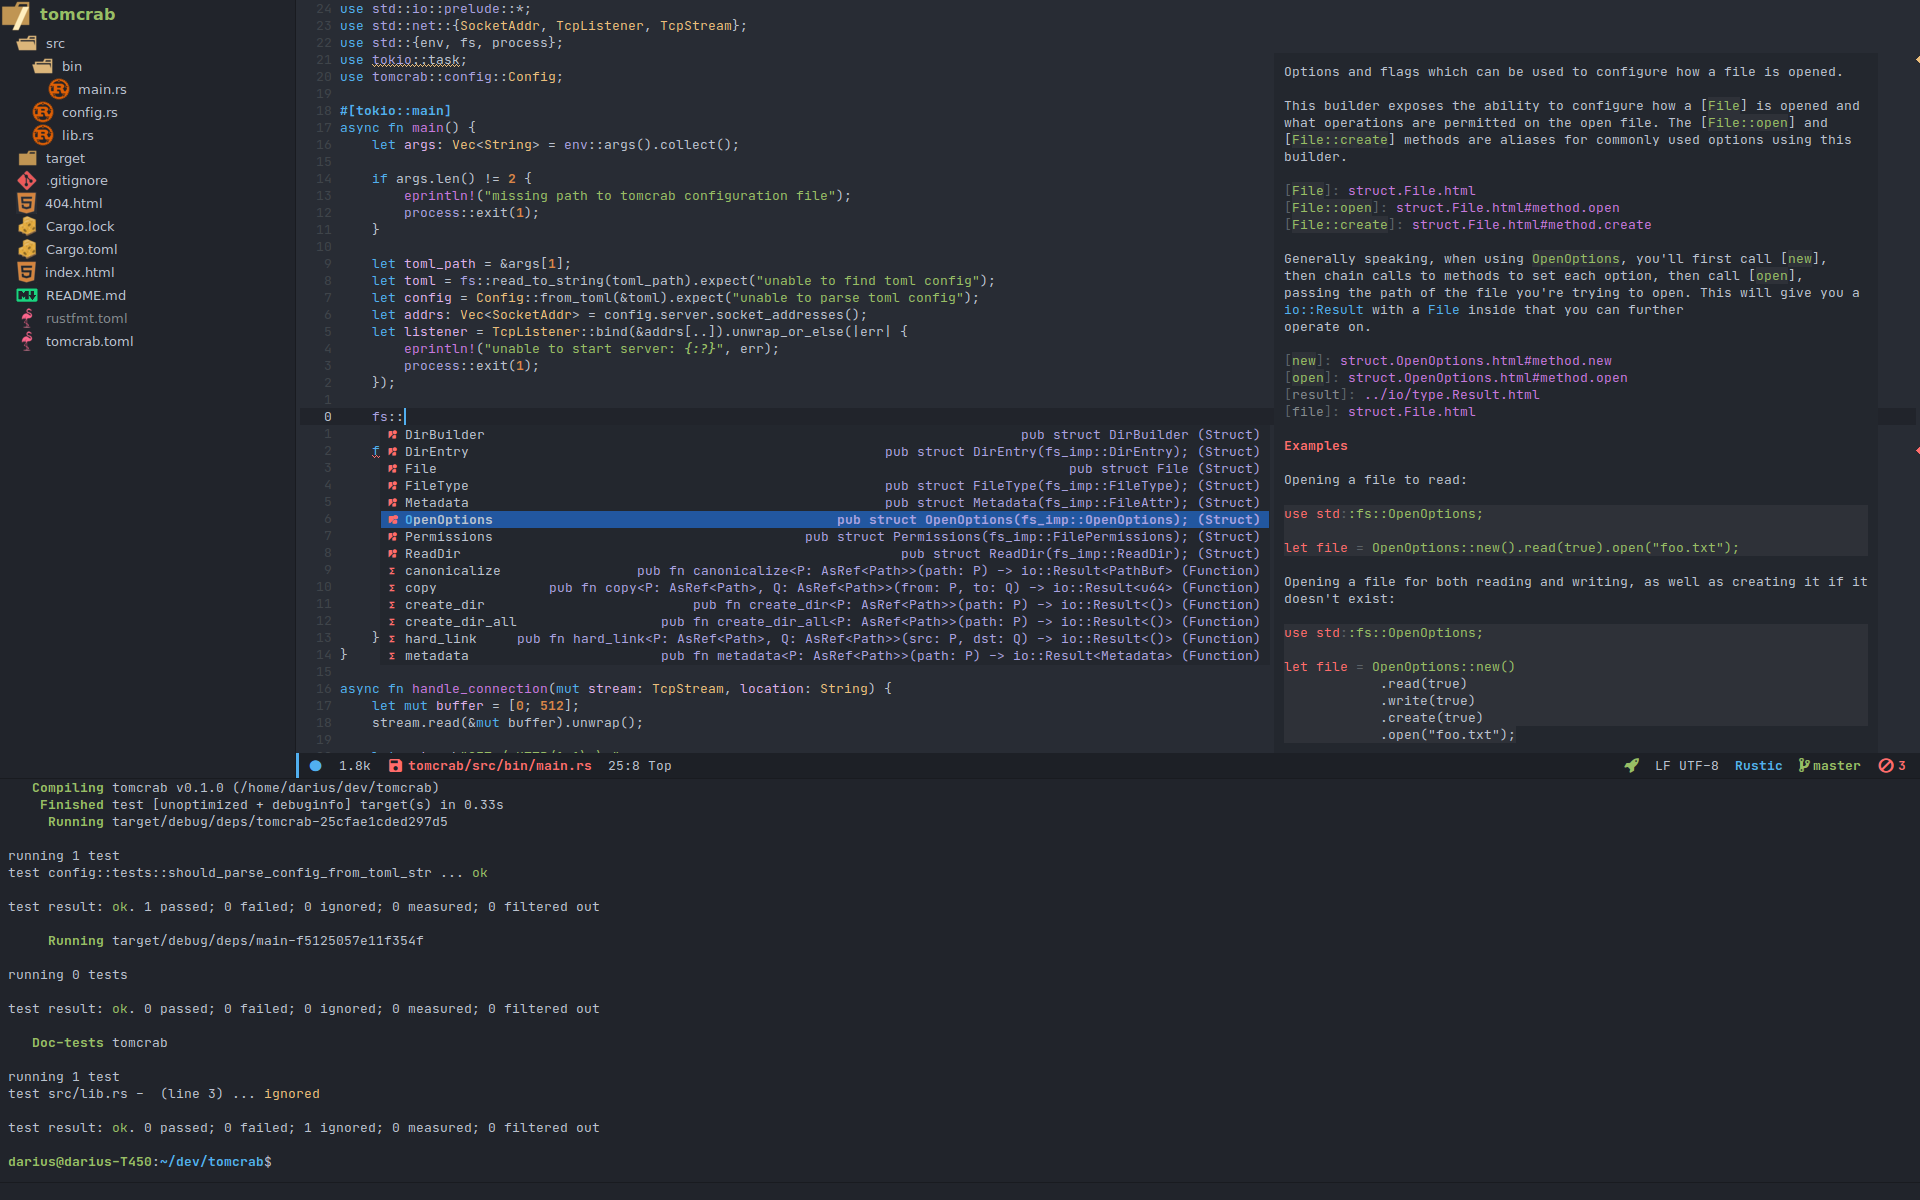 tomcrab
src
bin
main.rs
config.rs
lib.rs
target
.gitignore
404.html
Cargo.lock
Cargo.toml
index.html
README.md
rustfmt.toml
tomcrab.toml
24 use std::io::prelude::*;
23 use std::net::{SocketAddr, TcpListener, TcpStream};
22 use std::{env, fs, process};
21 use tokio::task;
20 use tomcrab::config::Config;
19
18 #[tokio::main]
17 async fn main() {
16 let args: Vec<String> = env::args().collect();
15
14 if args.len() != 2 {
13 eprintln!("missing path to tomcrab configuration file");
12 process::exit(1);
11 }
10
9 let toml_path = &args[1];
8 let toml = fs::read_to_string(toml_path).expect("unable to find toml config");
7 let config = Config::from_toml(&toml).expect("unable to parse toml config");
6 let addrs: Vec<SocketAddr> = config.server.socket_addresses();
5 let listener = TcpListener::bind(&addrs[..]).unwrap_or_else(|err| {
4 eprintln!("unable to start server: {:?}", err);
3 process::exit(1);
2 });
1
0 fs::
1 DirBuilder pub struct DirBuilder (Struct)
2 f DirEntry pub struct DirEntry(fs_imp::DirEntry); (Struct)
3 File pub struct File (Struct)
4 FileType pub struct FileType(fs_imp::FileType); (Struct)
5 Metadata pub struct Metadata(fs_imp::FileAttr); (Struct)
6 OpenOptions pub struct OpenOptions(fs_imp::OpenOptions); (Struct)
7 Permissions pub struct Permissions(fs_imp::FilePermissions); (Struct)
8 ReadDir pub struct ReadDir(fs_imp::ReadDir); (Struct)
9 canonicalize pub fn canonicalize<P: AsRef<Path>>(path: P) -> io::Result<PathBuf> (Function)
10 copy pub fn copy<P: AsRef<Path>, Q: AsRef<Path>>(from: P, to: Q) -> io::Result<u64> (Function)
11 create_dir pub fn create_dir<P: AsRef<Path>>(path: P) -> io::Result<()> (Function)
12 create_dir_all pub fn create_dir_all<P: AsRef<Path>>(path: P) -> io::Result<()> (Function)
13 } hard_link pub fn hard_link<P: AsRef<Path>, Q: AsRef<Path>>(src: P, dst: Q) -> io::Result<()> (Function)
14 } metadata pub fn metadata<P: AsRef<Path>>(path: P) -> io::Result<Metadata> (Function)
15
16 async fn handle_connection(mut stream: TcpStream, location: String) {
17 let mut buffer = [0; 512];
18 stream.read(&mut buffer).unwrap();
19
Options and flags which can be used to configure how a file is opened.
This builder exposes the ability to configure how a [File] is opened and
what operations are permitted on the open file. The [File::open] and
[File::create] methods are aliases for commonly used options using this
builder.
[File]: struct.File.html
[File::open]: struct.File.html#method.open
[File::create]: struct.File.html#method.create
Generally speaking, when using OpenOptions, you'll first call [new],
then chain calls to methods to set each option, then call [open],
passing the path of the file you're trying to open. This will give you a
io::Result with a File inside that you can further
operate on.
[new]: struct.OpenOptions.html#method.new
[open]: struct.OpenOptions.html#method.open
[result]: ../io/type.Result.html
[file]: struct.File.html
Examples
Opening a file to read:
use std::fs::OpenOptions;
let file = OpenOptions::new().read(true).open("foo.txt");
Opening a file for both reading and writing, as well as creating it if it
doesn't exist:
use std::fs::OpenOptions;
let file = OpenOptions::new()
.read(true)
.write(true)
.create(true)
.open("foo.txt");
1.8k tomcrab/src/bin/main.rs 25:8 Top LF UTF-8 Rustic master 3
Compiling tomcrab v0.1.0 (/home/darius/dev/tomcrab)
Finished test [unoptimized + debuginfo] target(s) in 0.33s
Running target/debug/deps/tomcrab-25cfae1cded297d5
running 1 test
test config::tests::should_parse_config_from_toml_str ... ok
test result: ok. 1 passed; 0 failed; 0 ignored; 0 measured; 0 filtered out
Running target/debug/deps/main-f5125057e11f354f
running 0 tests
test result: ok. 0 passed; 0 failed; 0 ignored; 0 measured; 0 filtered out
Doc-tests tomcrab
running 1 test
test src/lib.rs -  (line 3) ... ignored
test result: ok. 0 passed; 0 failed; 1 ignored; 0 measured; 0 filtered out
darius@darius-T450:~/dev/tomcrab$